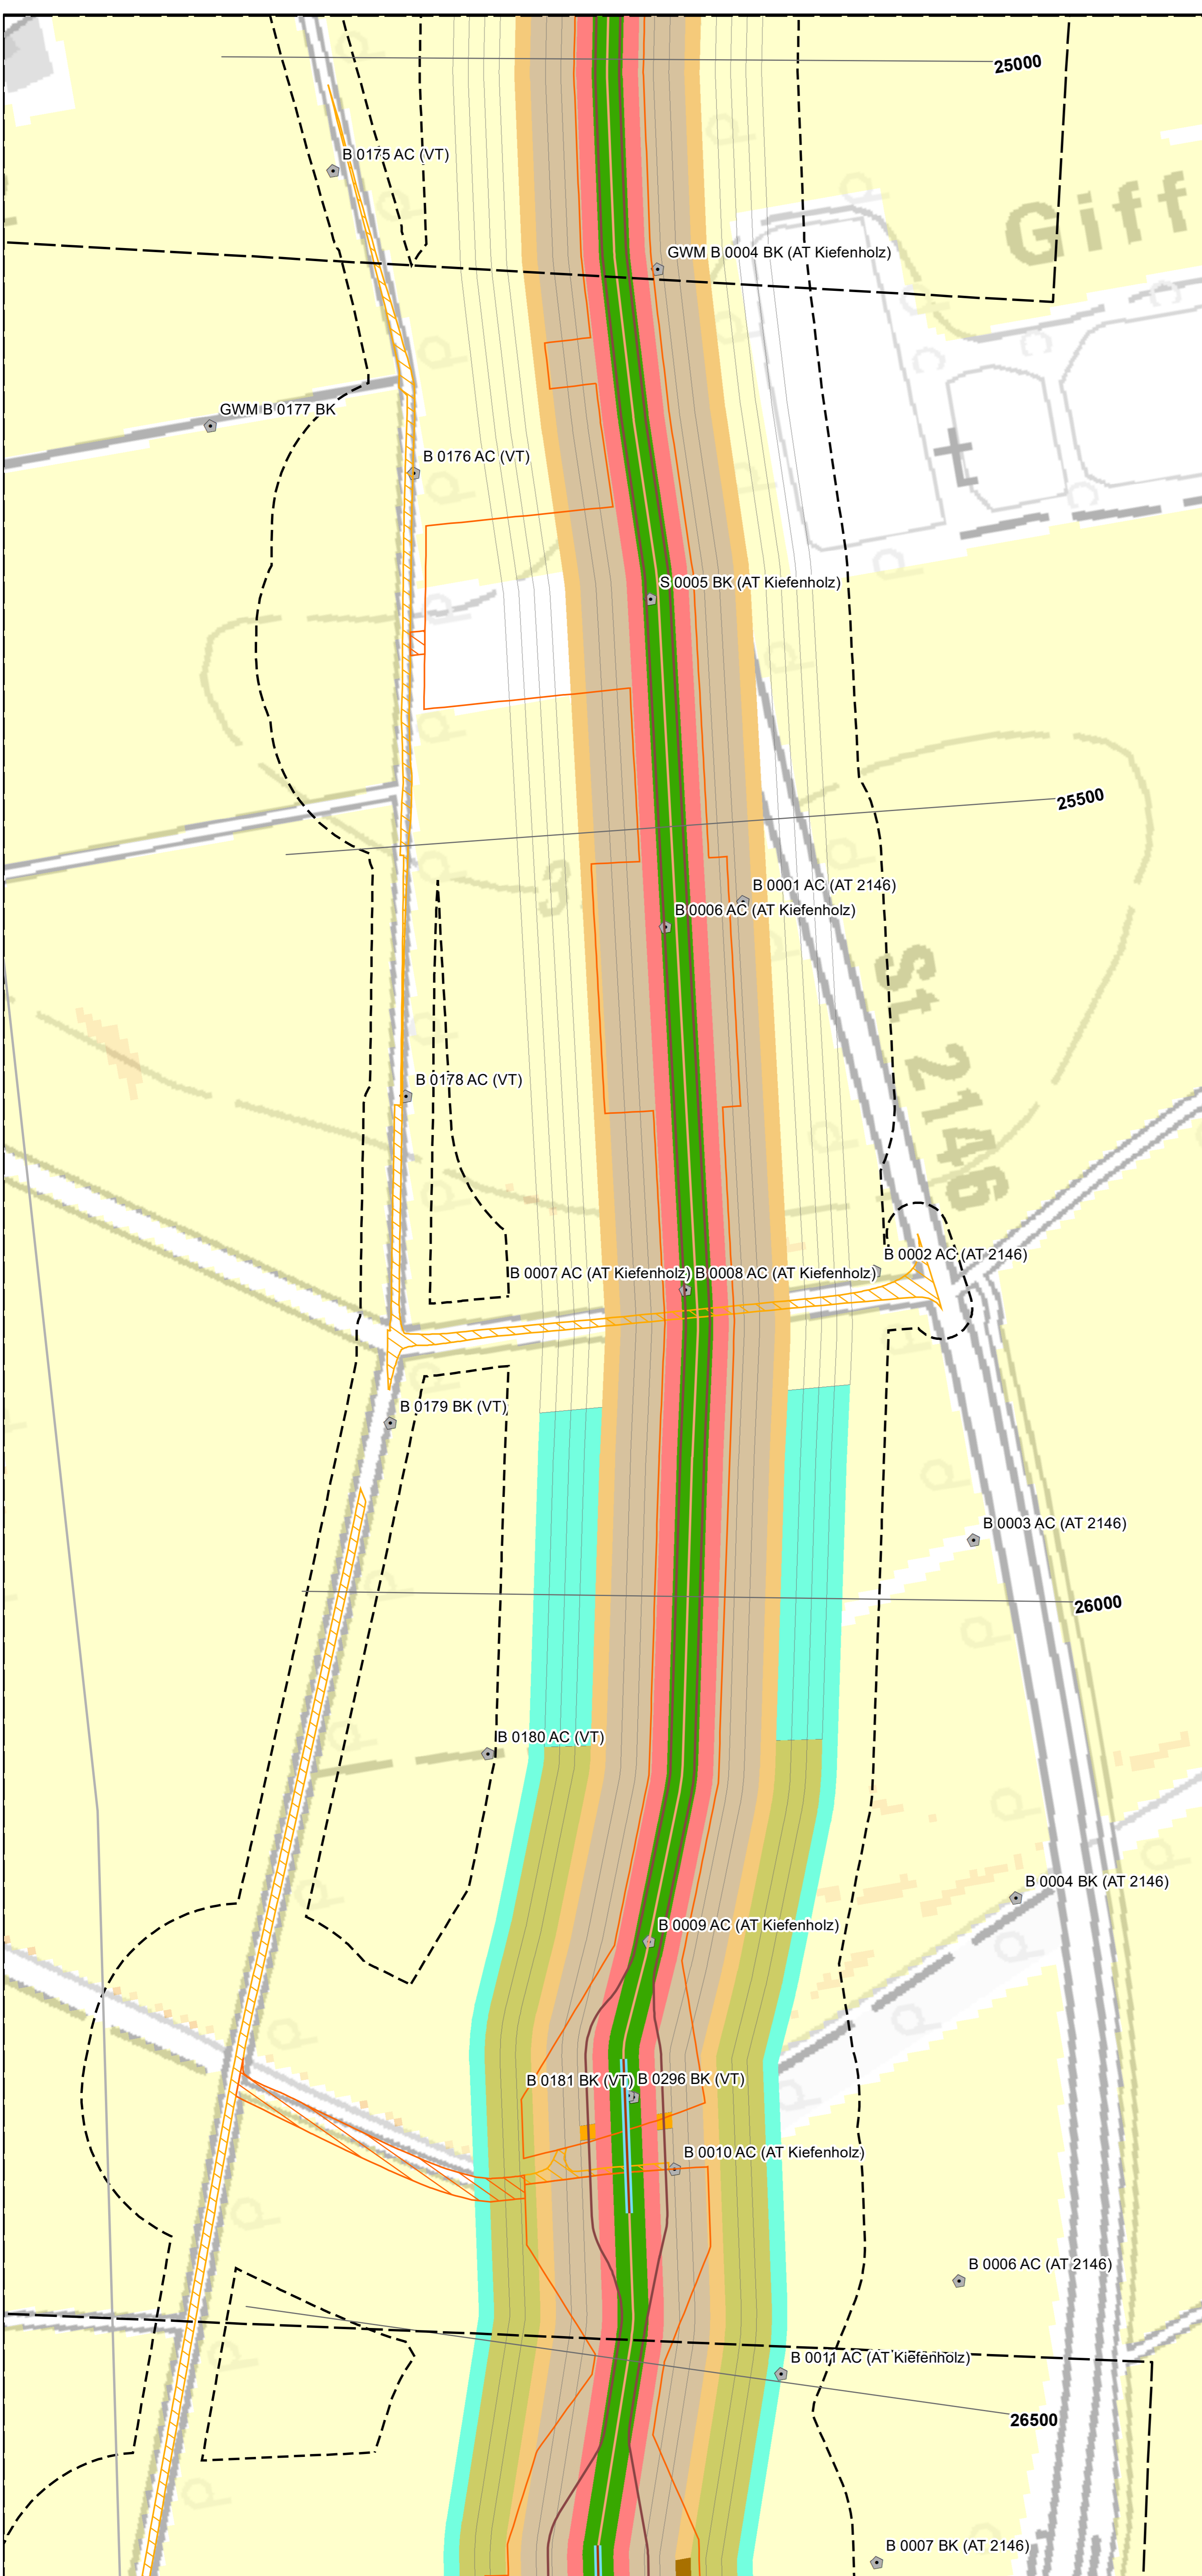 25000
B 0175 AC (VT)
Giff
GWM B 0004 BK (AT Kiefenholz)
GWM B 0177 BK
B 0176 AC (VT)
S 0005 BK (AT Kiefenholz)
25500
3
B 0001 AC (AT 2146)
B 0006 AC (AT Kiefenholz)
St 2146
B 0178 AC (VT)
B 0002 AC (AT 2146)
B 0007 AC (AT Kiefenholz) B 0008 AC (AT Kiefenholz)
B 0179 BK (VT)
B 0003 AC (AT 2146)
26000
B 0180 AC (VT)
B 0004 BK (AT 2146)
B 0009 AC (AT Kiefenholz)
B 0181 BK (VT) B 0296 BK (VT)
B 0010 AC (AT Kiefenholz)
B 0006 AC (AT 2146)
B 0011 AC (AT Kiefenholz)
26500
B 0007 BK (AT 2146)